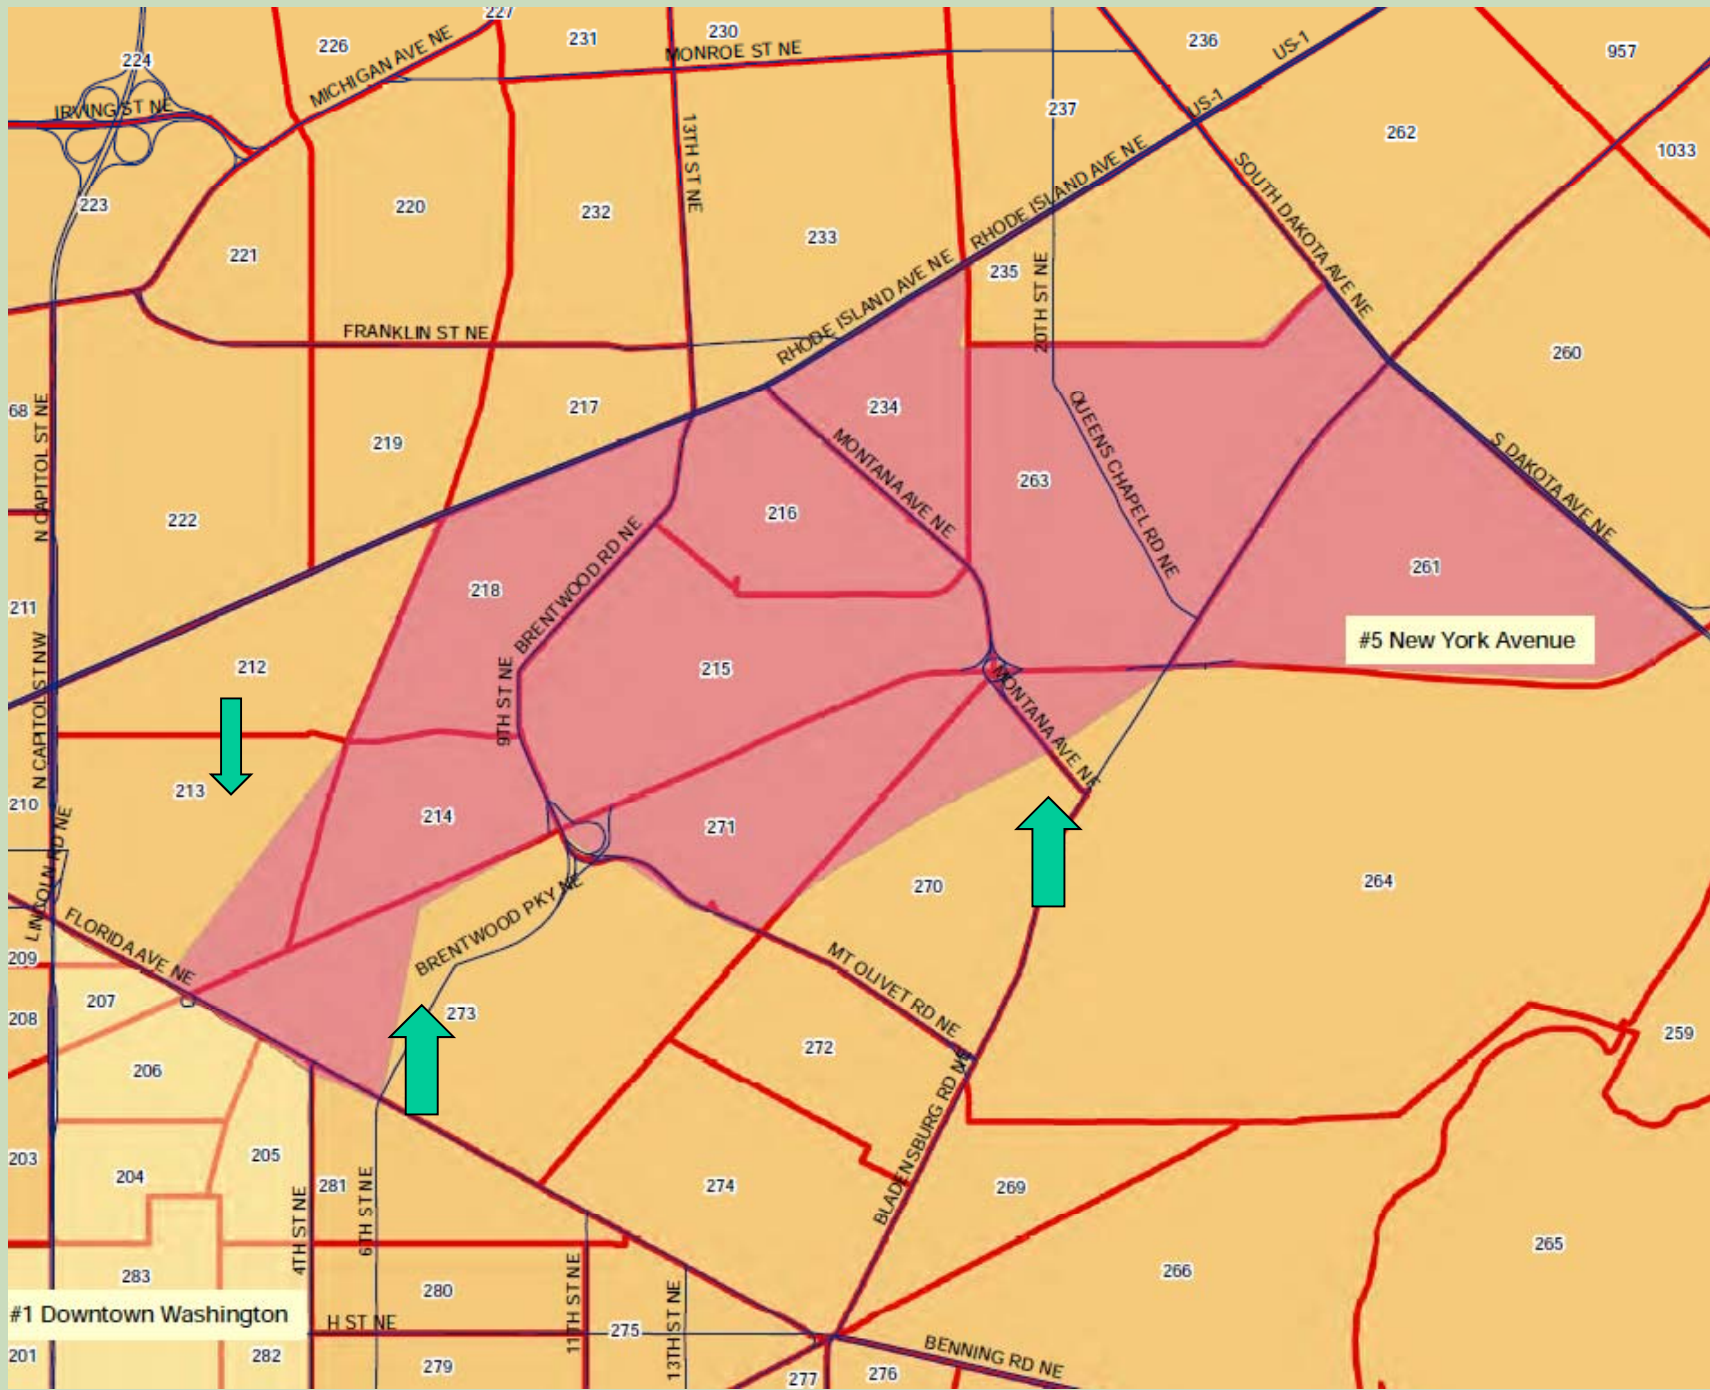 227
226
231
230
236
US-1
957
224
MICHIGAN AVE NE
MONROE ST NE
IRVING ST NE
237
US-1
262
1033
13TH ST NE
RHODE ISLAND AVE NE
SOUTH DAKOTA AVE NE
223
220
232
233
221
RHODE ISLAND AVE NE
235
20TH ST NE
FRANKLIN ST NE
RHODE ISLAND AVE NE
260
68
N CAPITOL ST NE
217
234
219
QUEENS CHAPEL RD NE
MONTANA AVE NE
S DAKOTA AVE NE
263
222
216
218
BRENTWOOD RD NE
261
211
#5 New York Avenue
N CAPITOL ST NW
212
9TH ST NE
215
MONTANA AVE NE
213
210
214
271
LINCOLN RD NE
264
270
BRENTWOOD PKY NE
FLORIDA AVE NE
209
MT OLIVET RD NE
207
208
273
259
206
272
BLADENSBURG RD NE
203
204
205
281
274
269
4TH ST NE
6TH ST NE
265
283
280
11TH ST NE
13TH ST NE
266
#1 Downtown Washington
H ST NE
275
BENNING RD NE
201
282
279
277
276